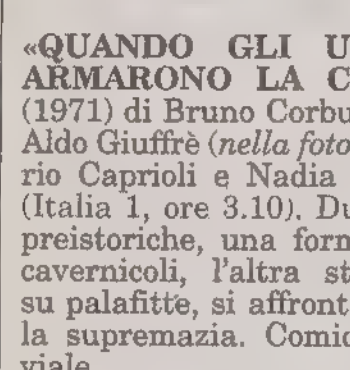 «QUANDO GLI U
ARMARONO LA C
(1971) di Bruno Corbu
Aldo Giuffrè (nella foto
rio Caprioli e Nadia
(Italia 1, ore 3.10). Du
preistoriche, una form
cavernicoli, l'altra st
su palafitte, si affront
la supremazia. Comic
viale